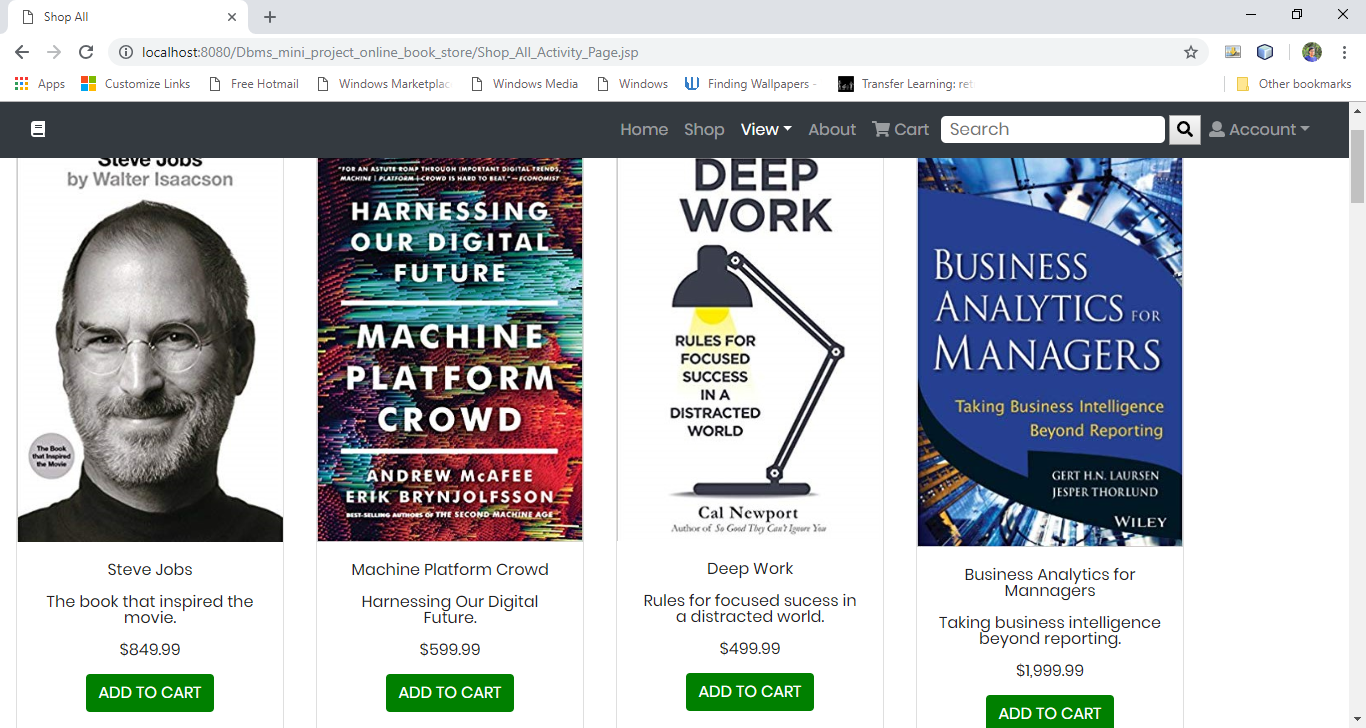 Shop All
localhost:8080/Dbms_mini_project_online_book_store/Shop_All_Activity_Page.jsp
Apps Customize Links Free Hotmail Windows Marketplac Windows Media Windows Finding Wallpapers - Transfer Learning: ret Other bookmarks
Home Shop View About Cart Search Account
Steve Jobs
by Walter Isaacson
The Book
that Inspired
the Movie
"FOR AN ASTUTE ROMP THROUGH IMPORTANT DIGITAL TRENDS,
MACHINE | PLATFORM | CROWD IS HARD TO BEAT." —ECONOMIST
HARNESSING
OUR DIGITAL
FUTURE
MACHINE
PLATFORM
CROWD
ANDREW McAFEE
ERIK BRYNJOLFSSON
BEST-SELLING AUTHORS OF THE SECOND MACHINE AGE
DEEP
WORK
RULES FOR
FOCUSED
SUCCESS
IN A
DISTRACTED
WORLD
Cal Newport
Author of So Good They Can't Ignore You
BUSINESS
ANALYTICS FOR
MANAGERS
Taking Business Intelligence
Beyond Reporting
GERT H.N. LAURSEN
JESPER THORLUND
WILEY
Steve Jobs
The book that inspired the
movie.
$849.99
ADD TO CART
Machine Platform Crowd
Harnessing Our Digital
Future.
$599.99
ADD TO CART
Deep Work
Rules for focused sucess in
a distracted world.
$499.99
ADD TO CART
Business Analytics for
Mannagers
Taking business intelligence
beyond reporting.
$1,999.99
ADD TO CART